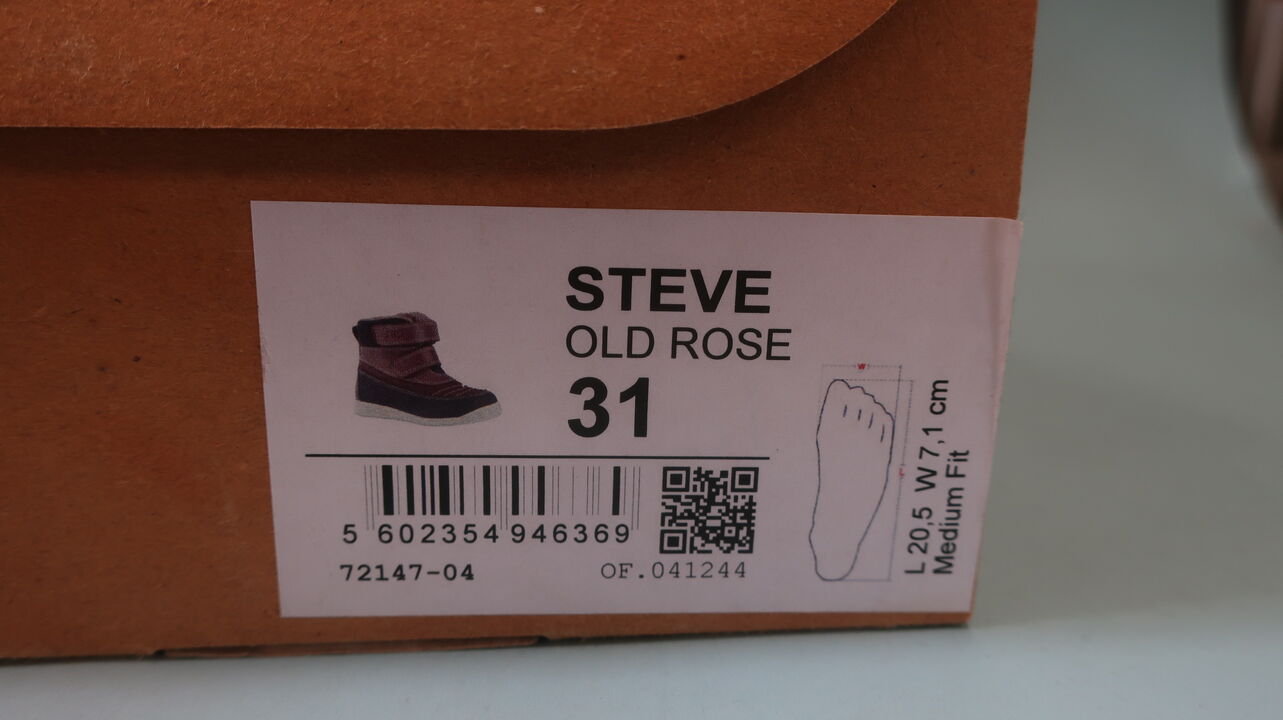 STEVE
OLD ROSE
31
5 602354 946369
72147-04
OF.041244
W
L 20,5 W 7,1 cm
Medium Fit